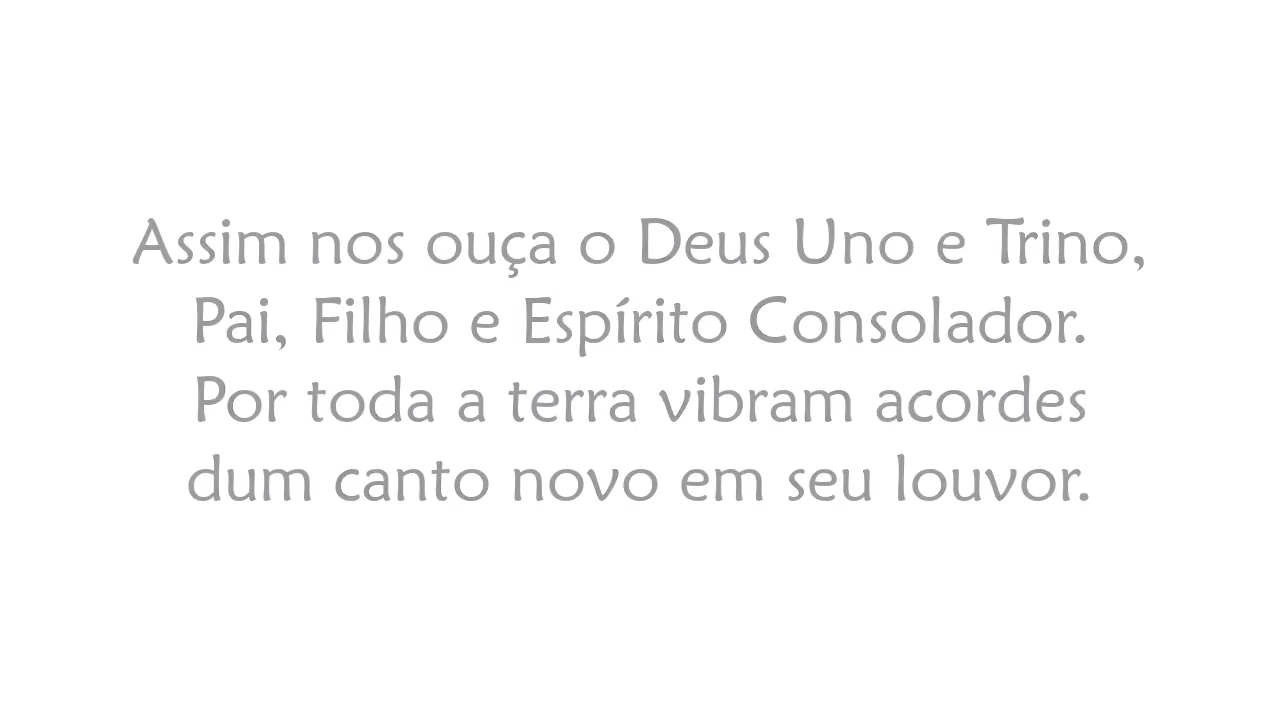 Assim nos ouça o Deus Uno e Trino,
Pai, Filho e Espírito Consolador.
Por toda a terra vibram acordes
dum canto novo em seu louvor.